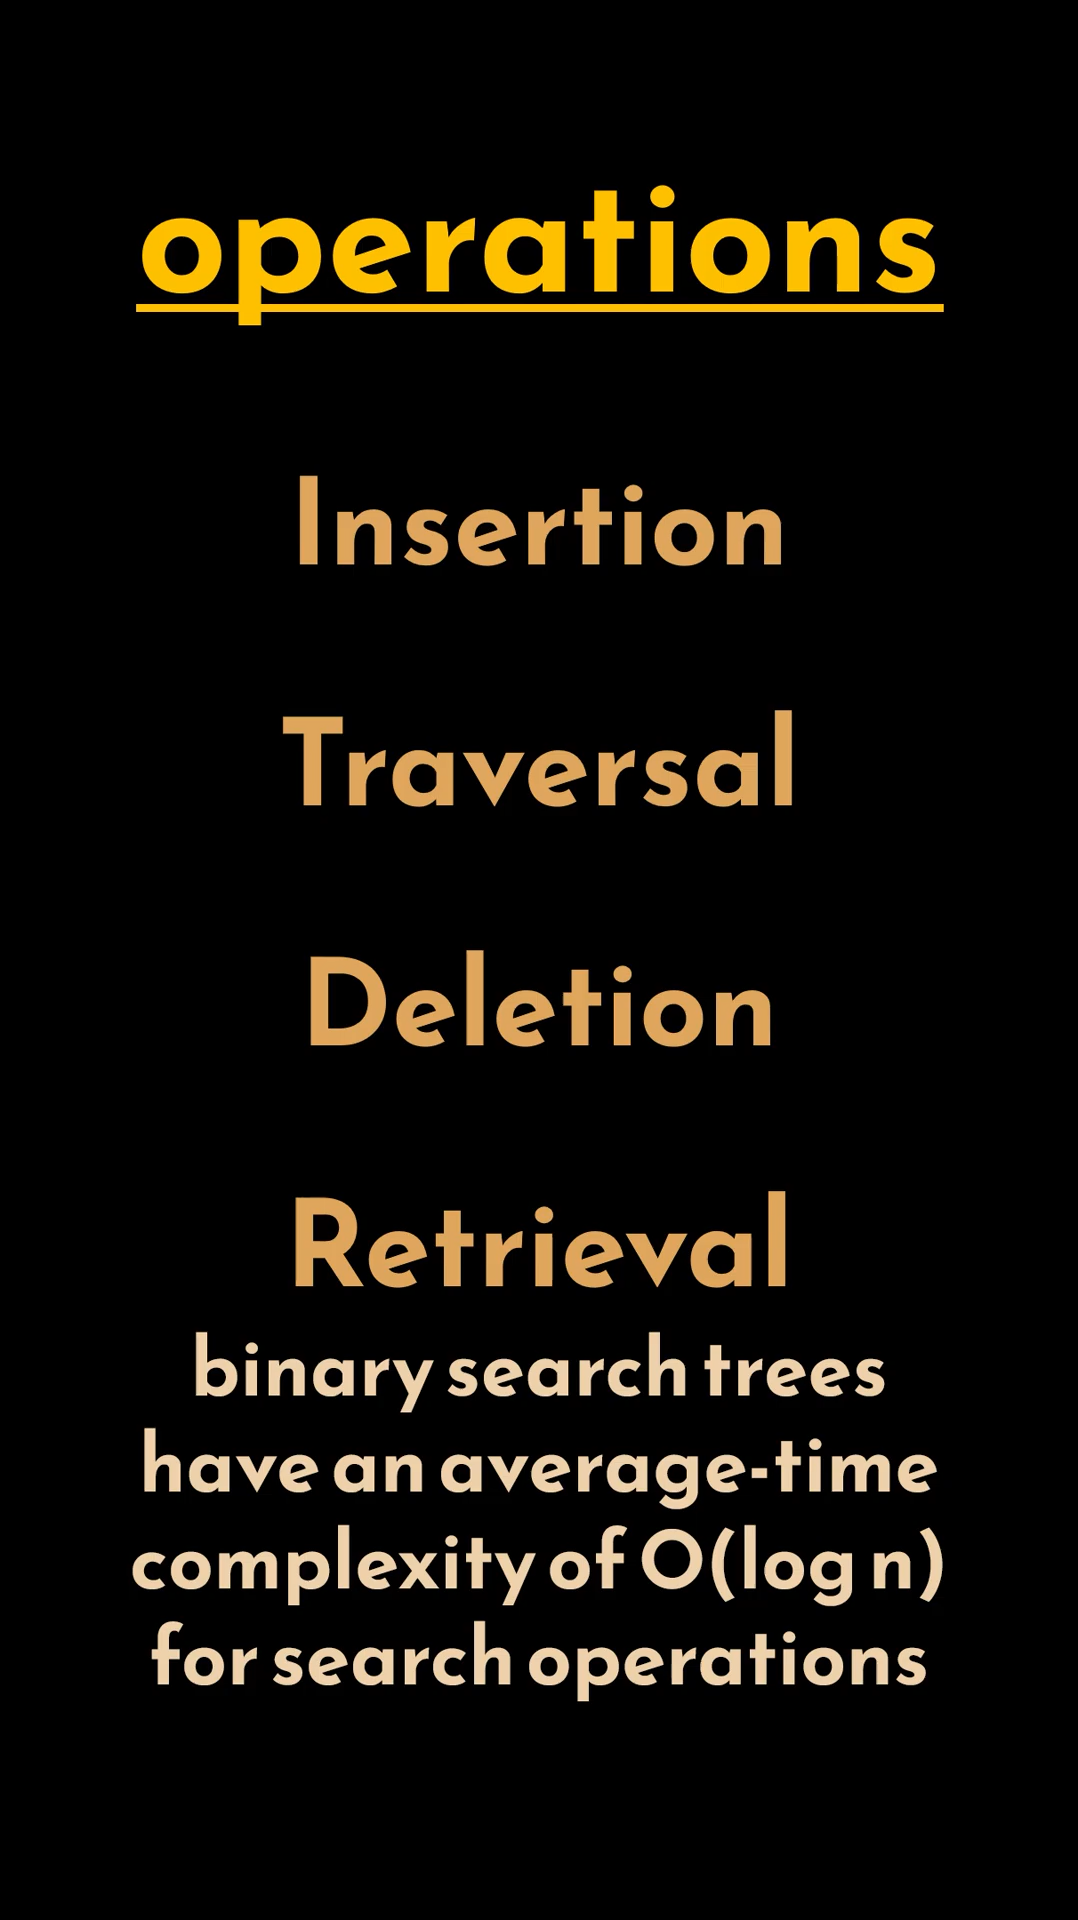 operations
Insertion
Traversal
Deletion
Retrieval
binary search trees
have an average-time
complexity of O(log n)
for search operations